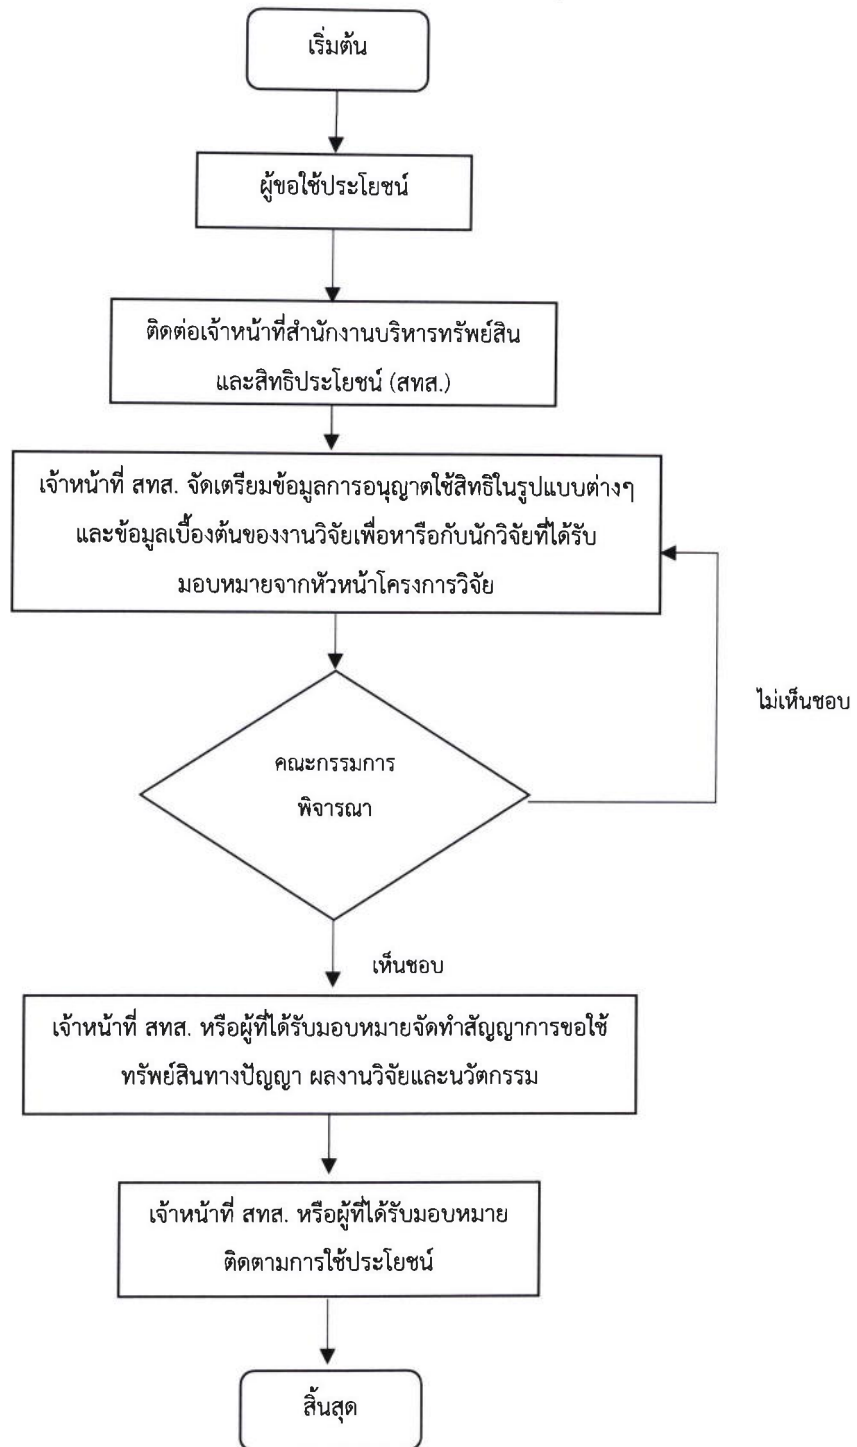 เริ่มต้น
ผู้ขอใช้ประโยชน์
ติดต่อเจ้าหน้าที่สำนักงานบริหารทรัพย์สิน
และสิทธิประโยชน์ (สทส.)
เจ้าหน้าที่ สทส. จัดเตรียมข้อมูลการอนุญาตใช้สิทธิในรูปแบบต่างๆ
และข้อมูลเบื้องต้นของงานวิจัยเพื่อหารือกับนักวิจัยที่ได้รับ
มอบหมายจากหัวหน้าโครงการวิจัย
ไม่เห็นชอบ
คณะกรรมการ
พิจารณา
เห็นชอบ
เจ้าหน้าที่ สทส. หรือผู้ที่ได้รับมอบหมายจัดทำสัญญาการขอใช้
ทรัพย์สินทางปัญญา ผลงานวิจัยและนวัตกรรม
เจ้าหน้าที่ สทส. หรือผู้ที่ได้รับมอบหมาย
ติดตามการใช้ประโยชน์
สิ้นสุด